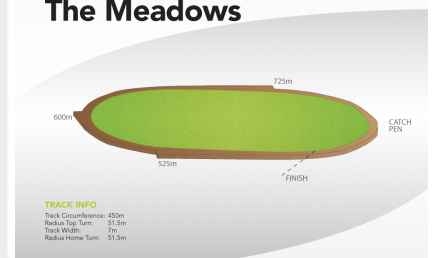 The Meadows
725m
600m
CATCH
PEN
525m
FINISH
TRACK INFO
Track Circumference: 450m
Radius Top Turn: 51.5m
Track Width: 7m
Radius Home Turn: 51.5m